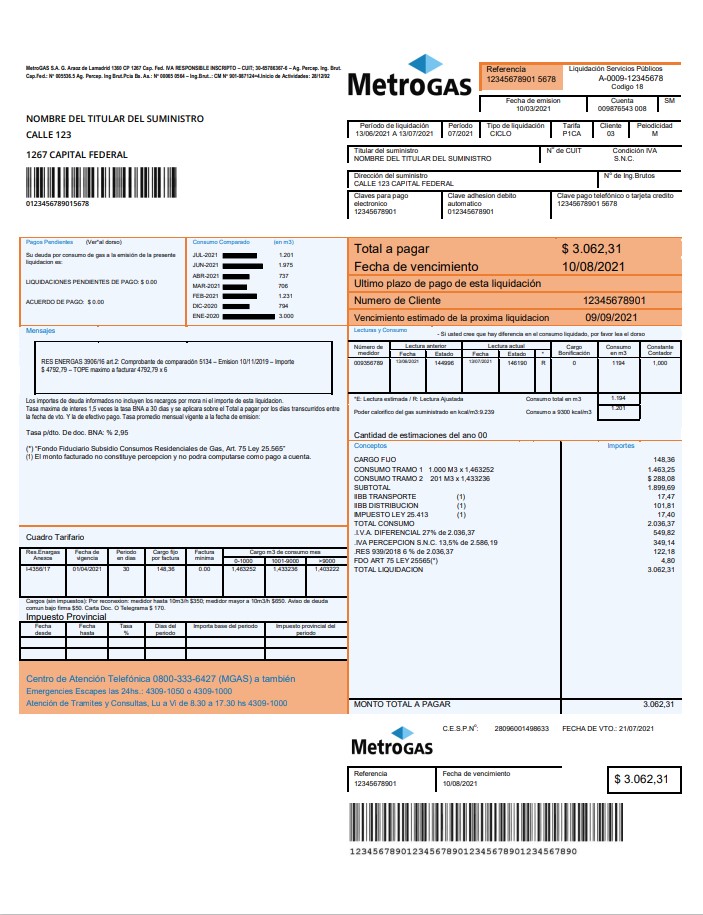 MetroGAS S.A. G. Araoz de Lamadrid 1360 CP 1267 Cap. Fed. IVA RESPONSIBLE INSCRIPTO – CUIT; 30-65786367-6 – Ag. Percep. Ing. Brut.
Cap.Fed.: Nº 005536.5 Ag. Percep. Ing Brut.Pcia Bs. As.: Nº 00005 0564 – Ing.Brut..: CM Nº 901-987124=4.Inicio de Actividades: 28/12/92
METROGAS
Referencia
12345678901 5678
Liquidación Servicios Públicos
A-0009-12345678
Codigo 18
Fecha de emision
10/03/2021
Cuenta
009876543 008
SM
NOMBRE DEL TITULAR DEL SUMINISTRO
CALLE 123
1267 CAPITAL FEDERAL
0123456789015678
Período de liquidación
13/06/2021 A 13/07/2021
Período
07/2021
Tipo de liquidación
CICLO
Tarifa
P1CA
Cliente
03
Peiodicidad
M
Titular del suministro
NOMBRE DEL TITULAR DEL SUMINISTRO
Nº de CUIT
Condición IVA
S.N.C.
Dirección del suministro
CALLE 123 CAPITAL FEDERAL
Nº de Ing.Brutos
Claves para pago
electronico
12345678901
Clave adhesion debito
automatico
012345678901
Clave pago telefónico o tarjeta credito
12345678901 5678
Pagos Pendientes (Ver°al dorso)
Su deuda por consumo de gas a la emisión de la presente
liquidacion es:
LIQUIDACIONES PENDIENTES DE PAGO: $ 0.00
ACUERDO DE PAGO: $ 0.00
Consumo Comparado (en m3)
JUL-2021 1.201
JUN-2021 1.975
ABR-2021 737
MAR-2021 706
FEB-2021 1.231
DIC-2020 794
ENE-2020 3.000
Total a pagar $ 3.062,31
Fecha de vencimiento 10/08/2021
Ultimo plazo de pago de esta liquidación
Numero de Cliente 12345678901
Vencimiento estimado de la proxima liquidacion 09/09/2021
Mensajes
RES ENERGAS 3906/16 art.2: Comprobante de comparación 5134 – Emision 10/11/2019 – Importe
$ 4792,79 – TOPE maximo a facturar 4792,79 x6
Los importes de deuda informados no incluyen los recargos por mora ni el importe de esta liquidacion.
Tasa maxima de interes 1,5 veces la tasa BNA a 30 días y se aplicara sobre el Total a pagar por los dias transcurridos entre
la fecha de vto. Y la de efectivo pago. Tasa promedio mensual vigente a la fecha de emision:
Tasa p/dto. De doc. BNA: % 2,95
(*) "Fondo Fiduciario Subsidio Consumos Residenciales de Gas, Art. 75 Ley 25.565"
(1) El monto facturado no constituye percepcion y no podra computarse como pago a cuenta.
Lecturas y Consumo
- Si usted cree que hay diferencia en el consumo liquidado, por favor lea el dorso
Número de medidor
Lectura anterior
Fecha Estado
Lectura actual
Fecha Estado
*
Cargo Bonificación
Consumo en m3
Constante Contador
009356789 13/08/2021 144996 13/07/2021 146190 R 0 1194 1,000
*E: Lectura estimada / R: Lectura Ajustada
Consumo total en m3 1.194
Poder calorífico del gas suministrado en kcal/m3:9.239 Consumo a 9300 kcal/m3 1.201
Cantidad de estimaciones del ano 00
Conceptos Importes
CARGO FIJO 148,36
CONSUMO TRAMO 1 1.000 M3 x 1,463252 1.463,25
CONSUMO TRAMO 2 201 M3 x 1,433236 $ 288,08
SUBTOTAL 1.899,69
IIBB TRANSPORTE (1) 17,47
IIBB DISTRIBUCION (1) 101,81
IMPUESTO LEY 25.413 (1) 17,40
TOTAL CONSUMO 2.036,37
.I.V.A. DIFERENCIAL 27% de 2.036,37 549,82
.IVA PERCEPCION S.N.C. 13,5% de 2.586,19 349,14
.RES 939/2018 6 % de 2.036,37 122,18
FDO ART 75 LEY 25565(*) 4,80
TOTAL LIQUIDACION 3.062,31
MONTO TOTAL A PAGAR 3.062,31
Cuadro Tarifario
Res.Enargas Anexos
Fecha de vigencia
Periodo en dias
Cargo fijo por factura
Factura minima
Cargo m3 de consumo mes
0-1000 1001-9000 >9000
I-4356/17 01/04/2021 30 148,36 0.00 1,463252 1,433236 1,403222
Cargos (sin impuestos): Por reconexion: medidor hasta 10m3/h $350; medidor mayor a 10m3/h $650. Aviso de deuda
comun bajo firma $50. Carta Doc. O Telegrama $ 170.
Impuesto Provincial
Fecha desde
Fecha hasta
Tasa %
Dias del periodo
Importa base del periodo
Impuesto provincial del periodo
Centro de Atención Telefónica 0800-333-6427 (MGAS) a también
Emergencies Escapes las 24hs.: 4309-1050 o 4309-1000
Atención de Tramites y Consultas, Lu a Vi de 8.30 a 17.30 hs 4309-1000
METROGAS
C.E.S.P.Nº: 28096001498633 FECHA DE VTO.: 21/07/2021
Referencia
12345678901
Fecha de vencimiento
10/08/2021
$ 3.062,31
1234567890123456789012345678901234567890